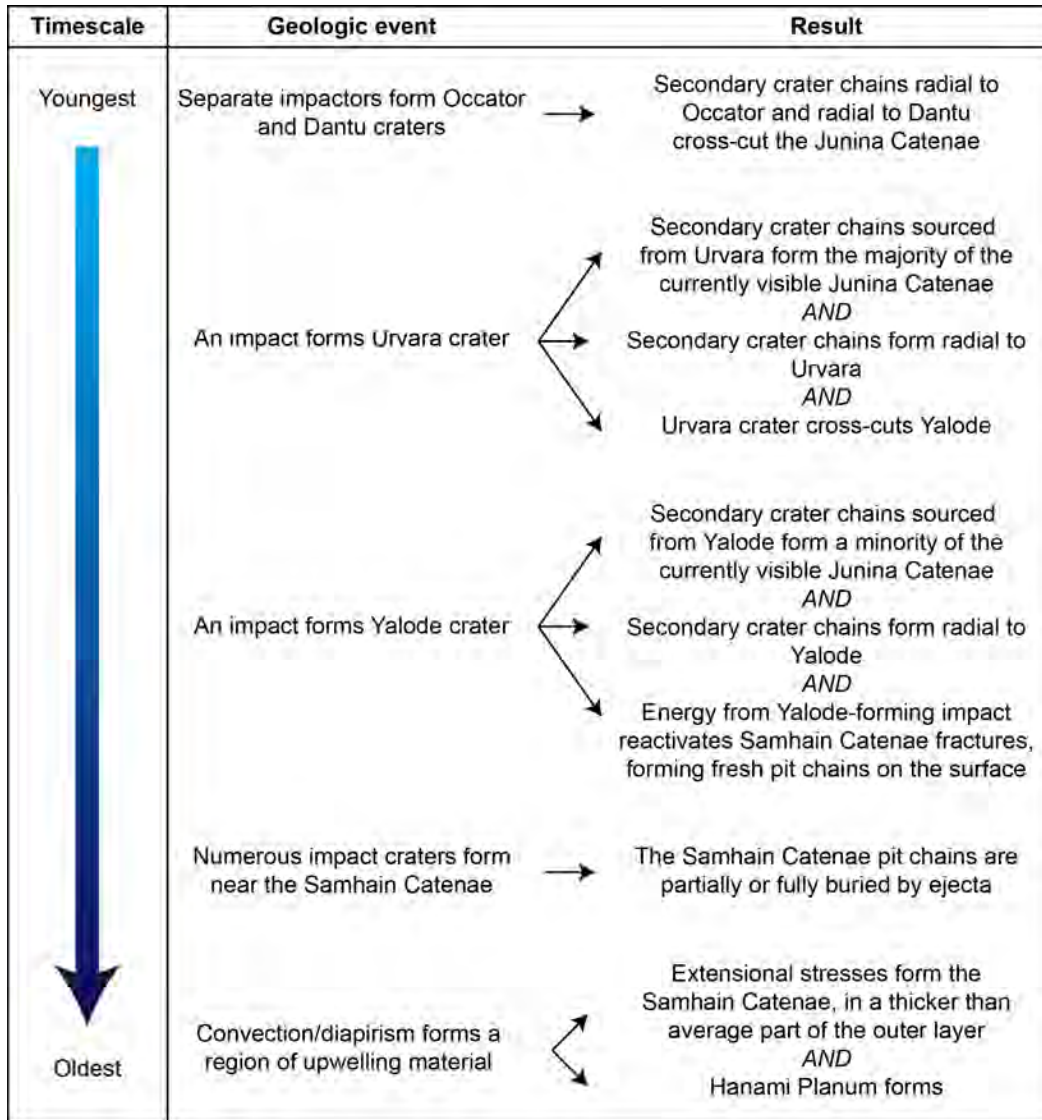 Timescale
Geologic event
Result
Youngest
Separate impactors form Occator
and Dantu craters
Secondary crater chains radial to
Occator and radial to Dantu
cross-cut the Junina Catenae
An impact forms Urvara crater
Secondary crater chains sourced
from Urvara form the majority of the
currently visible Junina Catenae
AND
Secondary crater chains form radial to
Urvara
AND
Urvara crater cross-cuts Yalode
An impact forms Yalode crater
Secondary crater chains sourced
from Yalode form a minority of the
currently visible Junina Catenae
AND
Secondary crater chains form radial to
Yalode
AND
Energy from Yalode-forming impact
reactivates Samhain Catenae fractures,
forming fresh pit chains on the surface
Numerous impact craters form
near the Samhain Catenae
The Samhain Catenae pit chains are
partially or fully buried by ejecta
Oldest
Convection/diapirism forms a
region of upwelling material
Extensional stresses form the
Samhain Catenae, in a thicker than
average part of the outer layer
AND
Hanami Planum forms